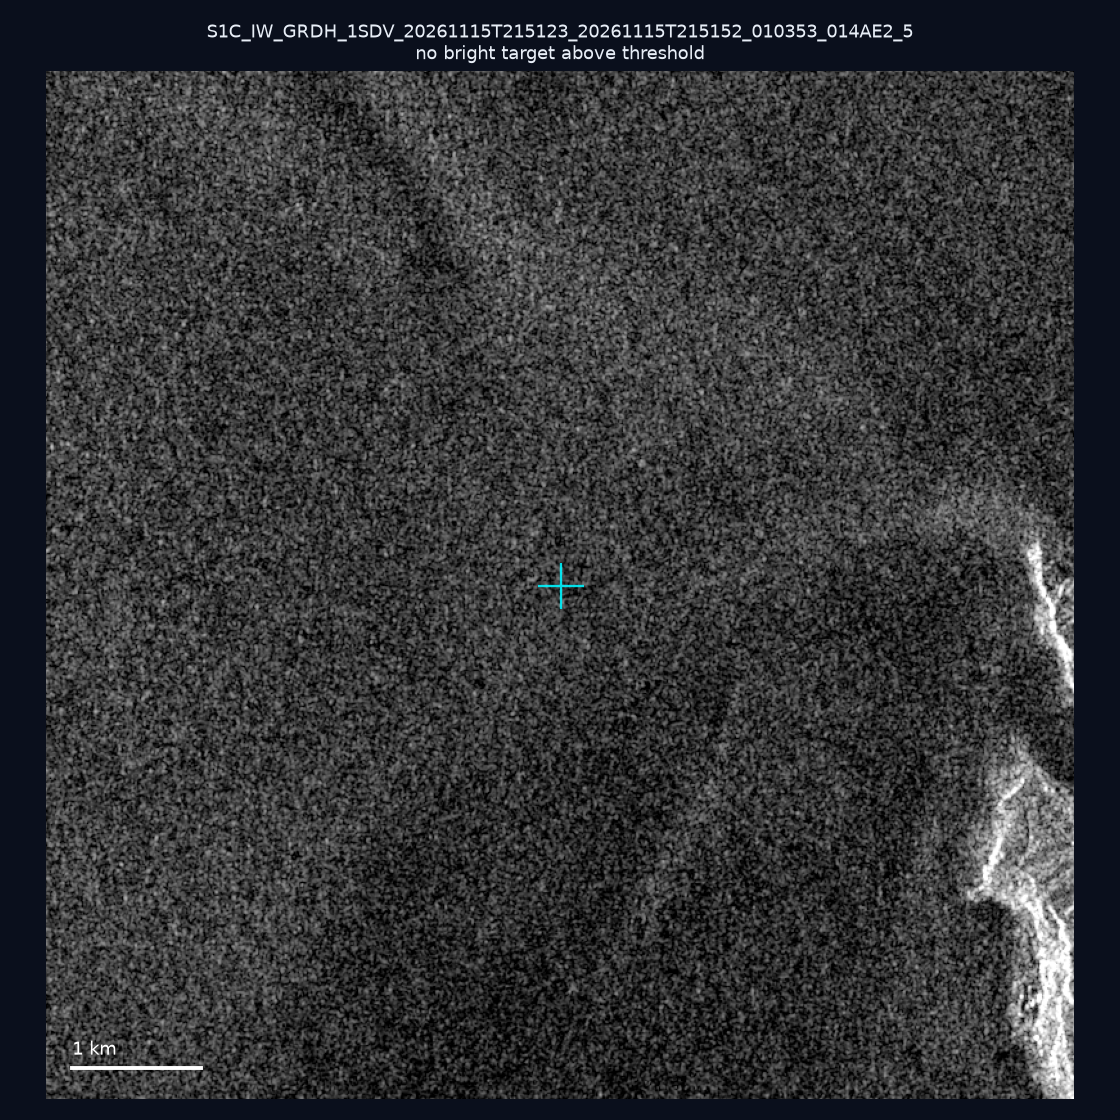 S1C_IW_GRDH_1SDV_20261115T215123_20261115T215152_010353_014AE2_5
no bright target above threshold
1 km